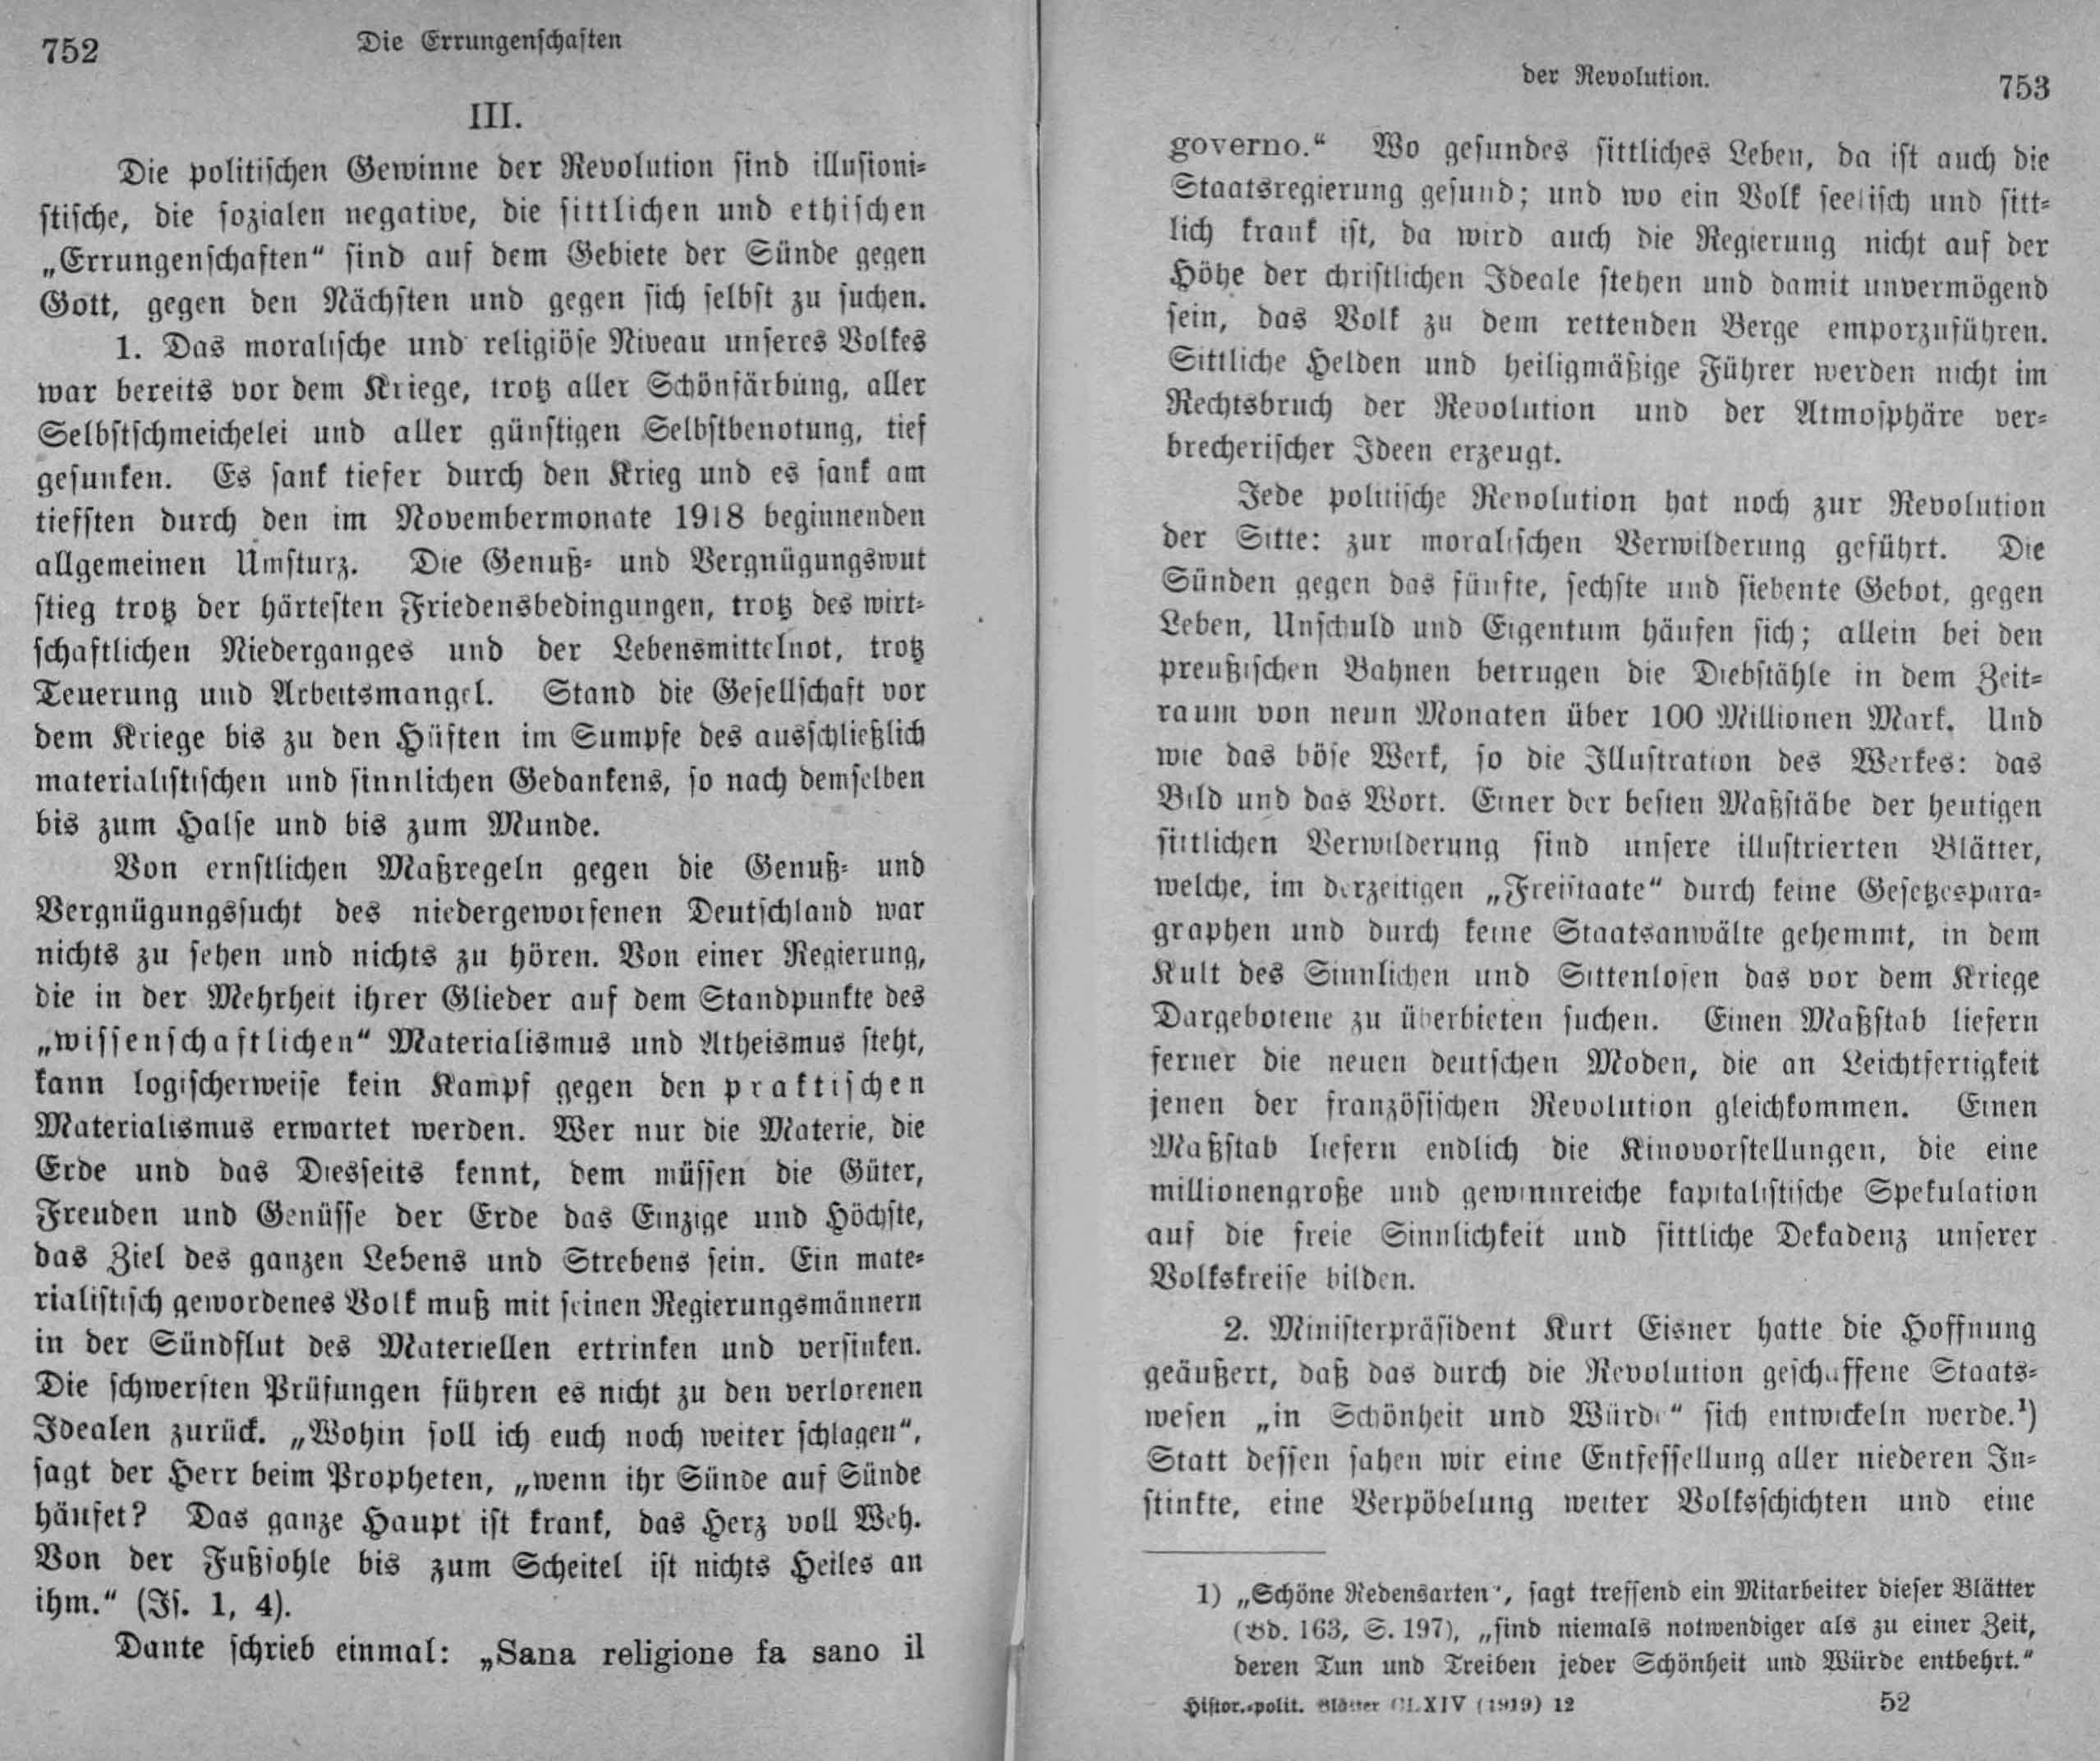 752
Die Errungenschaften
III.
Die politischen Gewinne der Revolution sind illusioni-
stische, die sozialen negative, die sittlichen und ethischen
„Errungenschaften“ sind auf dem Gebiete der Sünde gegen
Gott, gegen den Nächsten und gegen sich selbst zu suchen.
1. Das moralische und religiöse Niveau unseres Volkes
war bereits vor dem Kriege, trotz aller Schönfärbung, aller
Selbstschmeichelei und aller günstigen Selbstbenotung, tief
gesunken. Es sank tiefer durch den Krieg und es sank am
tiefsten durch den im Novembermonate 1918 beginnenden
allgemeinen Umsturz. Die Genuß- und Vergnügungswut
stieg trotz der härtesten Friedensbedingungen, trotz des wirt-
schaftlichen Niederganges und der Lebensmittelnot, trotz
Teuerung und Arbeitsmangel. Stand die Gesellschaft vor
dem Kriege bis zu den Hüften im Sumpfe des ausschließlich
materialistischen und sinnlichen Gedankens, so nach demselben
bis zum Halse und bis zum Munde.
Von ernstlichen Maßregeln gegen die Genuß- und
Vergnügungssucht des niedergeworfenen Deutschland war
nichts zu sehen und nichts zu hören. Von einer Regierung,
die in der Mehrheit ihrer Glieder auf dem Standpunkte des
„wissenschaftlichen“ Materialismus und Atheismus steht,
kann logischerweise kein Kampf gegen den praktischen
Materialismus erwartet werden. Wer nur die Materie, die
Erde und das Diesseits kennt, dem müssen die Güter,
Freuden und Genüsse der Erde das Einzige und Höchste,
das Ziel des ganzen Lebens und Strebens sein. Ein mate-
rialistisch gewordenes Volk muß mit seinen Regierungsmännern
in der Sündflut des Materiellen ertrinken und versinken.
Die schwersten Prüfungen führen es nicht zu den verlorenen
Idealen zurück. „Wohin soll ich euch noch weiter schlagen“,
sagt der Herr beim Propheten, „wenn ihr Sünde auf Sünde
häufet? Das ganze Haupt ist krank, das Herz voll Weh.
Von der Fußsohle bis zum Scheitel ist nichts Heiles an
ihm.“ (Is. 1, 4).
Dante schrieb einmal: „Sana religione fa sano il
der Revolution.
753
governo.“ Wo gesundes sittliches Leben, da ist auch die
Staatsregierung gesund; und wo ein Volk seelisch und sitt-
lich krank ist, da wird auch die Regierung nicht auf der
Höhe der christlichen Ideale stehen und damit unvermögend
sein, das Volk zu dem rettenden Berge emporzuführen.
Sittliche Helden und heiligmäßige Führer werden nicht im
Rechtsbruch der Revolution und der Atmosphäre ver-
brecherischer Ideen erzeugt.
Jede politische Revolution hat noch zur Revolution
der Sitte: zur moralischen Verwilderung geführt. Die
Sünden gegen das fünfte, sechste und siebente Gebot, gegen
Leben, Unschuld und Eigentum häufen sich; allein bei den
preußischen Bahnen betrugen die Diebstähle in dem Zeit-
raum von neun Monaten über 100 Millionen Mark. Und
wie das böse Werk, so die Illustration des Werkes: das
Bild und das Wort. Einer der besten Maßstäbe der heutigen
sittlichen Verwilderung sind unsere illustrierten Blätter,
welche, im derzeitigen „Freistaate“ durch keine Gesetzespara-
graphen und durch keine Staatsanwälte gehemmt, in dem
Kult des Sinnlichen und Sittenlosen das vor dem Kriege
Dargebotene zu überbieten suchen. Einen Maßstab liefern
ferner die neuen deutschen Moden, die an Leichtfertigkeit
jenen der französischen Revolution gleichkommen. Einen
Maßstab liefern endlich die Kinovorstellungen, die eine
millionengroße und gewinnreiche kapitalistische Spekulation
auf die freie Sinnlichkeit und sittliche Dekadenz unserer
Volkskreise bilden.
2. Ministerpräsident Kurt Eisner hatte die Hoffnung
geäußert, daß das durch die Revolution geschaffene Staats-
wesen „in Schönheit und Würde“ sich entwickeln werde.¹)
Statt dessen sahen wir eine Entfesselung aller niederen In-
stinkte, eine Verpöbelung weiter Volksschichten und eine
1) „Schöne Redensarten“, sagt treffend ein Mitarbeiter dieser Blätter
(Bd. 163, S. 197), „sind niemals notwendiger als zu einer Zeit,
deren Tun und Treiben jeder Schönheit und Würde entbehrt.“
Histor.-polit. Blätter CLXIV (1919) 12
52